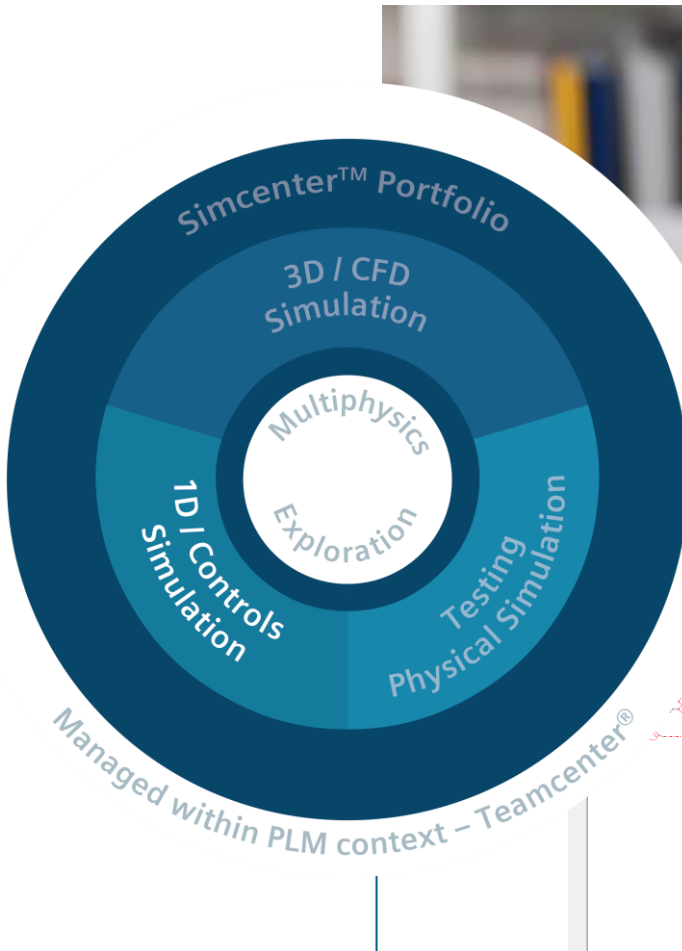 Simcenter™ Portfolio
3D / CFD
Simulation
Multiphysics
Exploration
1D / Controls
Simulation
Testing
Physical Simulation
Managed within PLM context – Teamcenter®